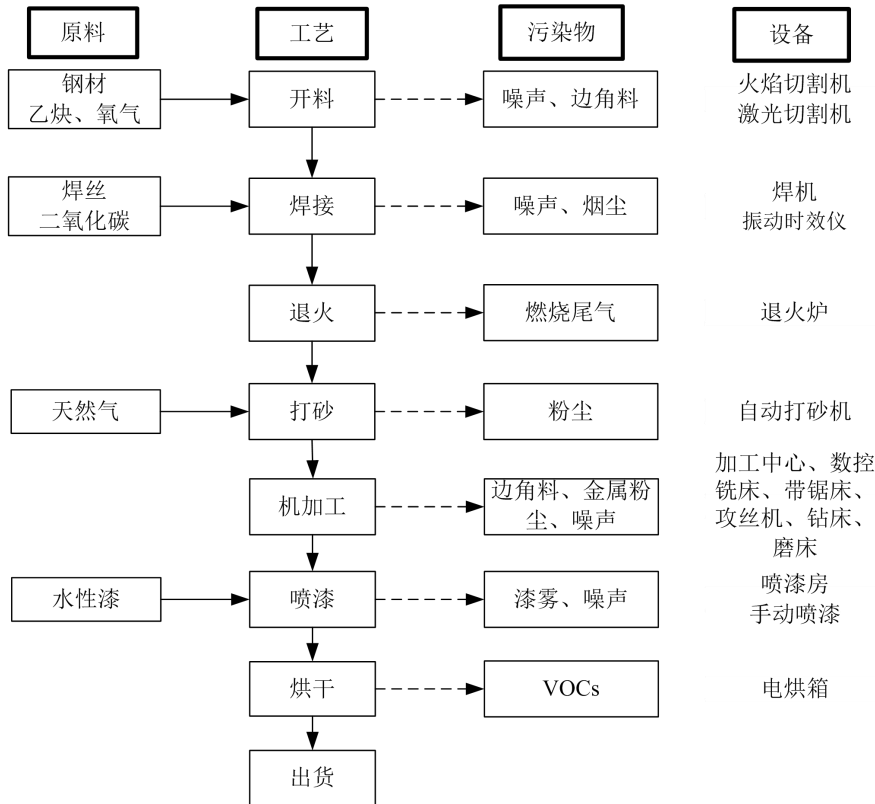 原料
工艺
污染物
设备
钢材
乙炔、氧气
开料
噪声、边角料
火焰切割机
激光切割机
焊丝
二氧化碳
焊接
噪声、烟尘
焊机
振动时效仪
退火
燃烧尾气
退火炉
天然气
打砂
粉尘
自动打砂机
机加工
边角料、金属粉
尘、噪声
加工中心、数控
铣床、带锯床、
攻丝机、钻床、
磨床
水性漆
喷漆
漆雾、噪声
喷漆房
手动喷漆
烘干
VOCs
电烘箱
出货